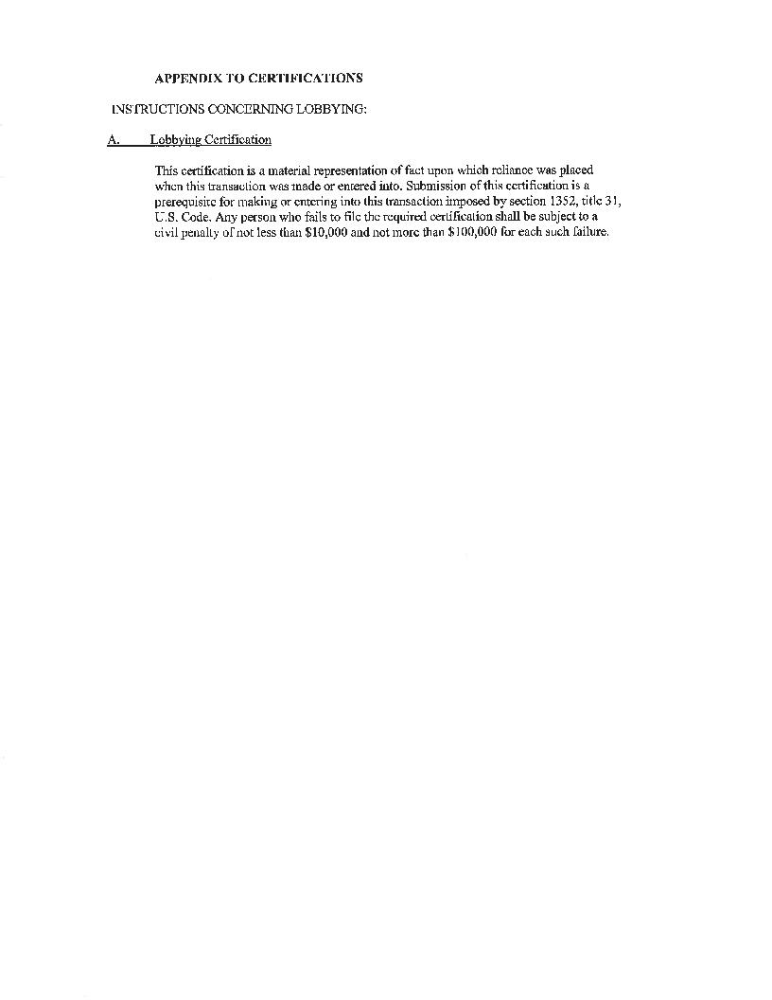 APPENDIX TO CERTIFICATIONS
INSTRUCTIONS CONCERNING LOBBYING:
A. Lobbying Certification
This certification is a material representation of fact upon which reliance was placed
when this transaction was made or entered into. Submission of this certification is a
prerequisite for making or entering into this transaction imposed by section 1352, title 31,
U.S. Code. Any person who fails to file the required certification shall be subject to a
civil penalty of not less than $10,000 and not more than $100,000 for each such failure.